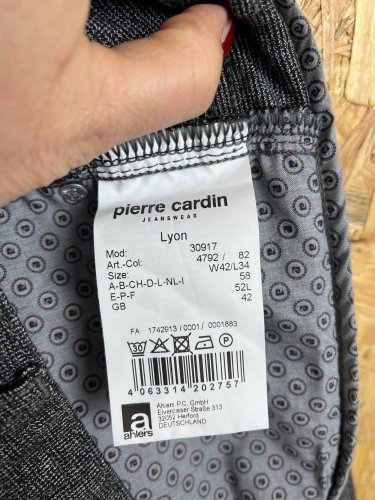 pierre cardin
JEANSWEAR
Lyon
Mod: 30917
Art.-Col: 4792 / 82
Size: W42/L34
A-B-CH-D-L-NL-I 58
E-P-F 52L
GB 42
FA 1742913 / 0001 / 0001883
30
4 063314 202757
a
ahlers
Ahlers P.C. GmbH
Elverdisser Straße 313
32052 Herford
DEUTSCHLAND